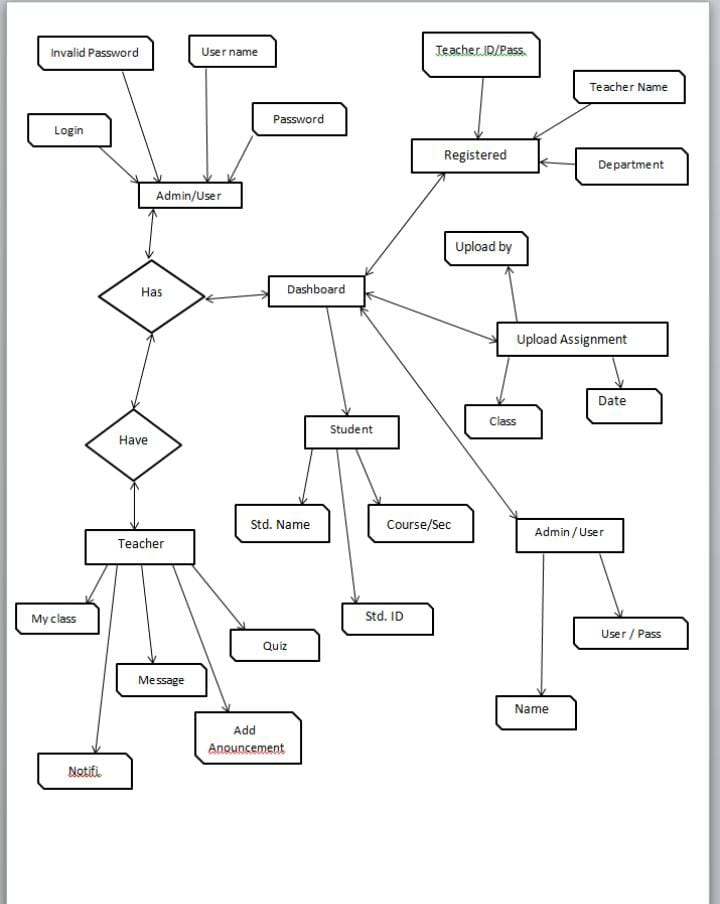 Invalid Password
User name
Teacher ID/Pass.
Teacher Name
Login
Password
Registered
Department
Admin/User
Upload by
Has
Dashboard
Upload Assignment
Date
Class
Student
Have
Std. Name
Course/Sec
Admin / User
Teacher
My class
Std. ID
Quiz
User / Pass
Message
Name
Add
Anouncement
Notifi.